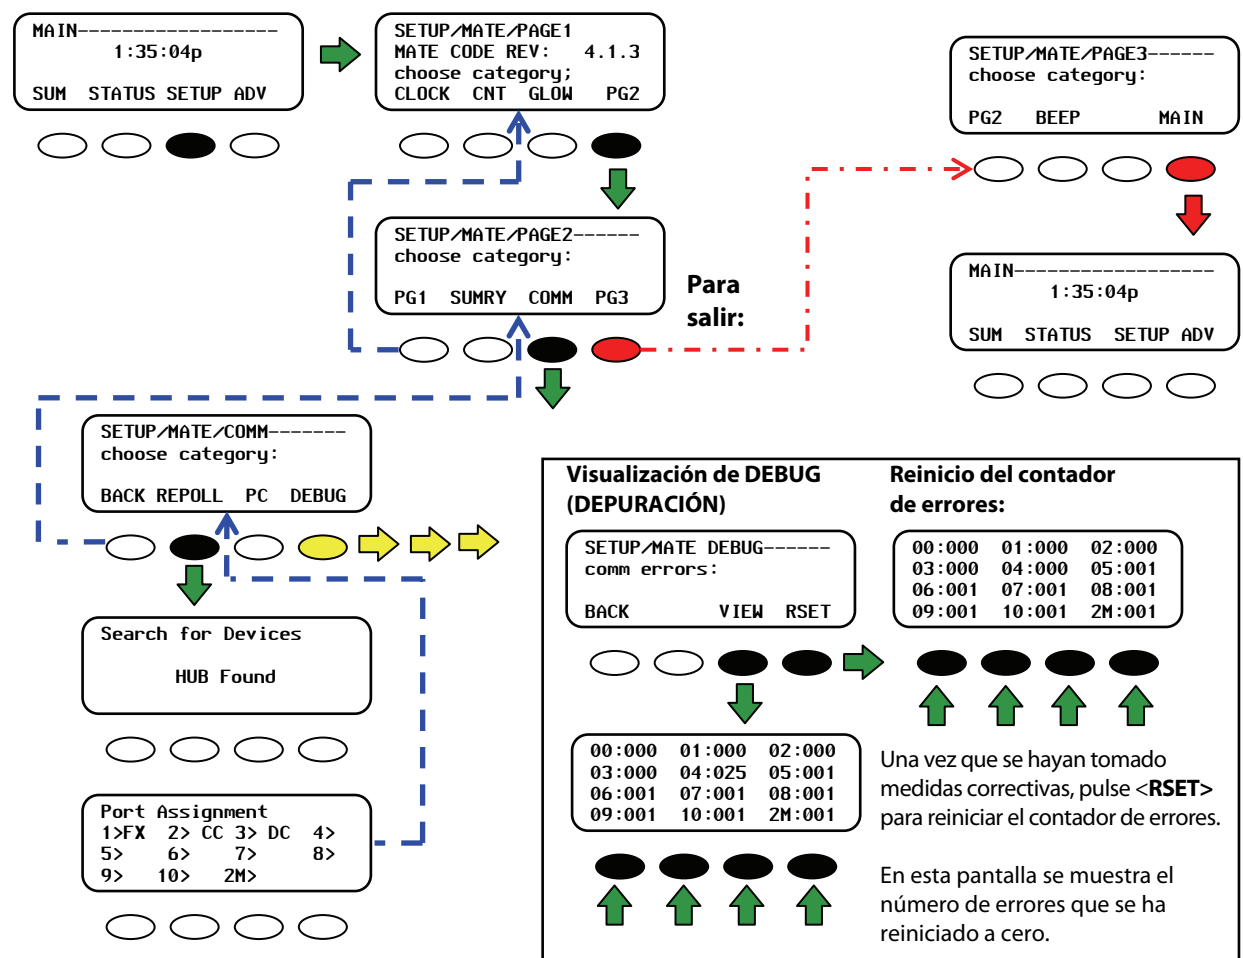 MAIN-------------------
1:35:04p
SUM STATUS SETUP ADV
SETUP/MATE/PAGE1
MATE CODE REV: 4.1.3
choose category;
CLOCK CNT GLOW PG2
SETUP/MATE/PAGE2------
choose category:
PG1 SUMRY COMM PG3
Para
salir:
SETUP/MATE/PAGE3------
choose category:
PG2 BEEP MAIN
MAIN-------------------
1:35:04p
SUM STATUS SETUP ADV
SETUP/MATE/COMM-------
choose category:
BACK REPOLL PC DEBUG
Search for Devices
HUB Found
Port Assignment
1>FX 2> CC 3> DC 4>
5> 6> 7> 8>
9> 10> 2M>
Visualización de DEBUG
(DEPURACIÓN)
SETUP/MATE DEBUG------
comm errors:
BACK VIEW RSET
00:000 01:000 02:000
03:000 04:025 05:001
06:001 07:001 08:001
09:001 10:001 2M:001
Reinicio del contador
de errores:
00:000 01:000 02:000
03:000 04:000 05:001
06:001 07:001 08:001
09:001 10:001 2M:001
Una vez que se hayan tomado
medidas correctivas, pulse <RSET>
para reiniciar el contador de errores.
En esta pantalla se muestra el
número de errores que se ha
reiniciado a cero.